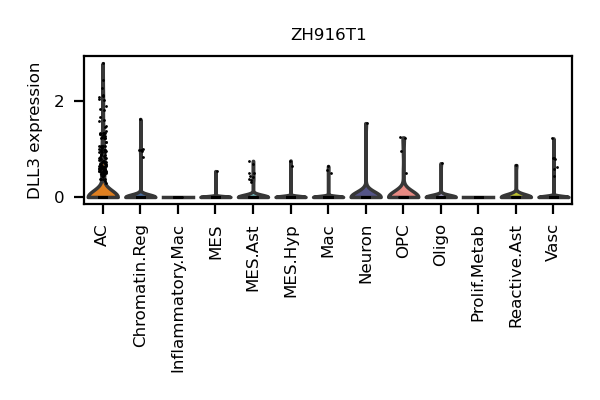 ZH916T1
DLL3 expression
2
0
AC
Chromatin.Reg
Inflammatory.Mac
MES
MES.Ast
MES.Hyp
Mac
Neuron
OPC
Oligo
Prolif.Metab
Reactive.Ast
Vasc